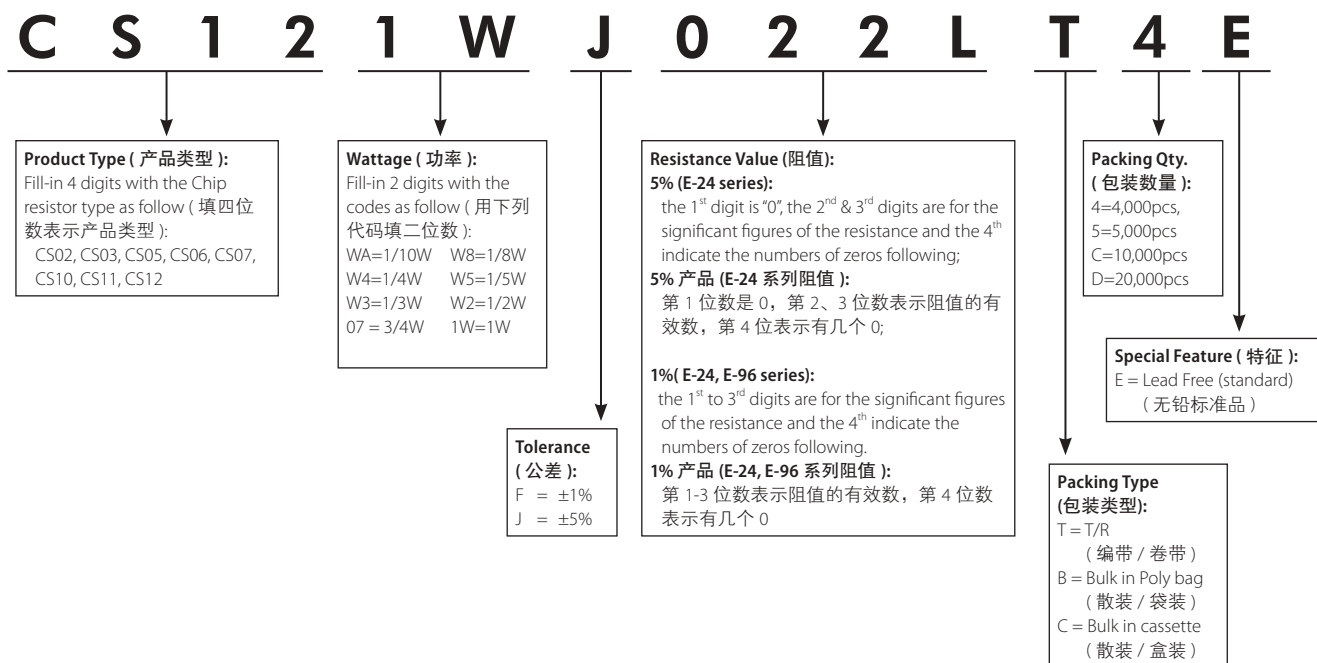 C S 1 2 1 W J 0 2 2 L T 4 E
Product Type ( 产品类型 ):
Fill-in 4 digits with the Chip
resistor type as follow ( 填四位
数表示产品类型 ):
CS02, CS03, CS05, CS06, CS07,
CS10, CS11, CS12
Wattage ( 功率 ):
Fill-in 2 digits with the
codes as follow ( 用下列
代码填二位数 ):
WA=1/10W W8=1/8W
W4=1/4W W5=1/5W
W3=1/3W W2=1/2W
07 = 3/4W 1W=1W
Tolerance
( 公差 ):
F = ±1%
J = ±5%
Resistance Value (阻值):
5% (E-24 series):
the 1st digit is "0", the 2nd & 3rd digits are for the
significant figures of the resistance and the 4th
indicate the numbers of zeros following;
5% 产品 (E-24 系列阻值 ):
第 1 位数是 0，第 2、3 位数表示阻值的有
效数，第 4 位表示有几个 0;
1%( E-24, E-96 series):
the 1st to 3rd digits are for the significant figures
of the resistance and the 4th indicate the
numbers of zeros following.
1% 产品 (E-24, E-96 系列阻值 ):
第 1-3 位数表示阻值的有效数，第 4 位数
表示有几个 0
Packing Type
(包装类型):
T = T/R
( 编带 / 卷带 )
B = Bulk in Poly bag
( 散装 / 袋装 )
C = Bulk in cassette
( 散装 / 盒装 )
Packing Qty.
( 包装数量 ):
4=4,000pcs,
5=5,000pcs
C=10,000pcs
D=20,000pcs
Special Feature ( 特征 ):
E = Lead Free (standard)
( 无铅标准品 )